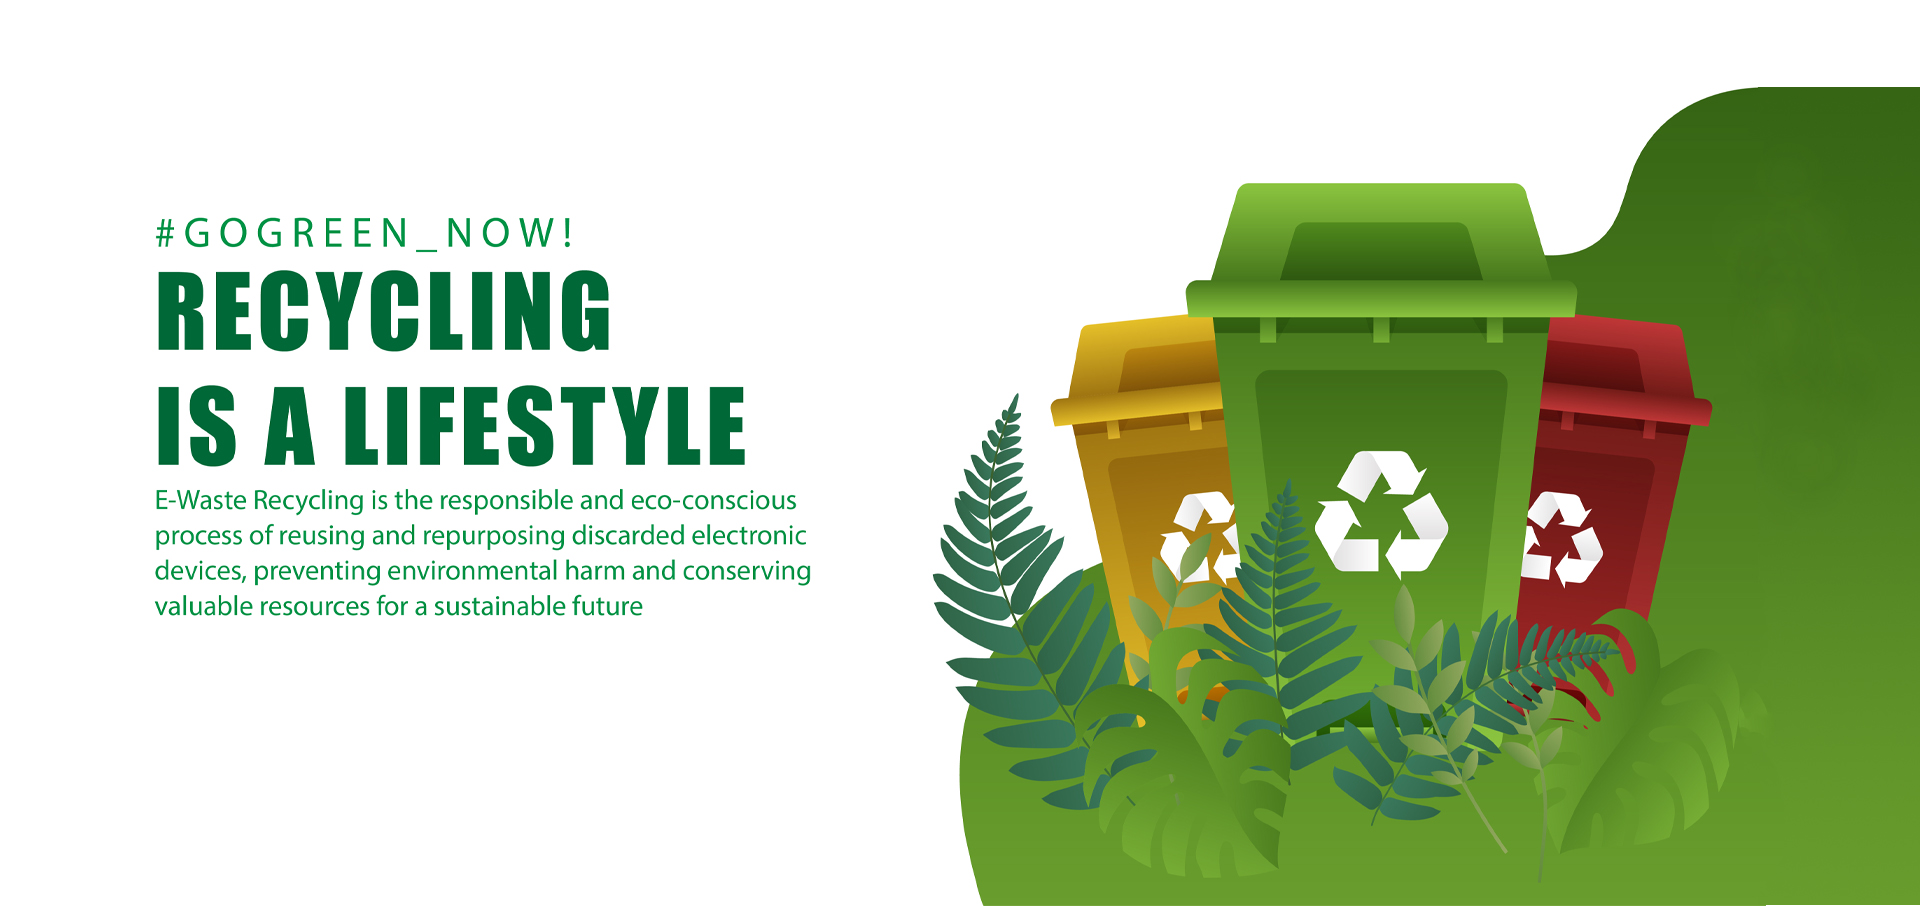 #GOGREEN_NOW!
RECYCLING
IS A LIFESTYLE
E-Waste Recycling is the responsible and eco-conscious
process of reusing and repurposing discarded electronic
devices, preventing environmental harm and conserving
valuable resources for a sustainable future